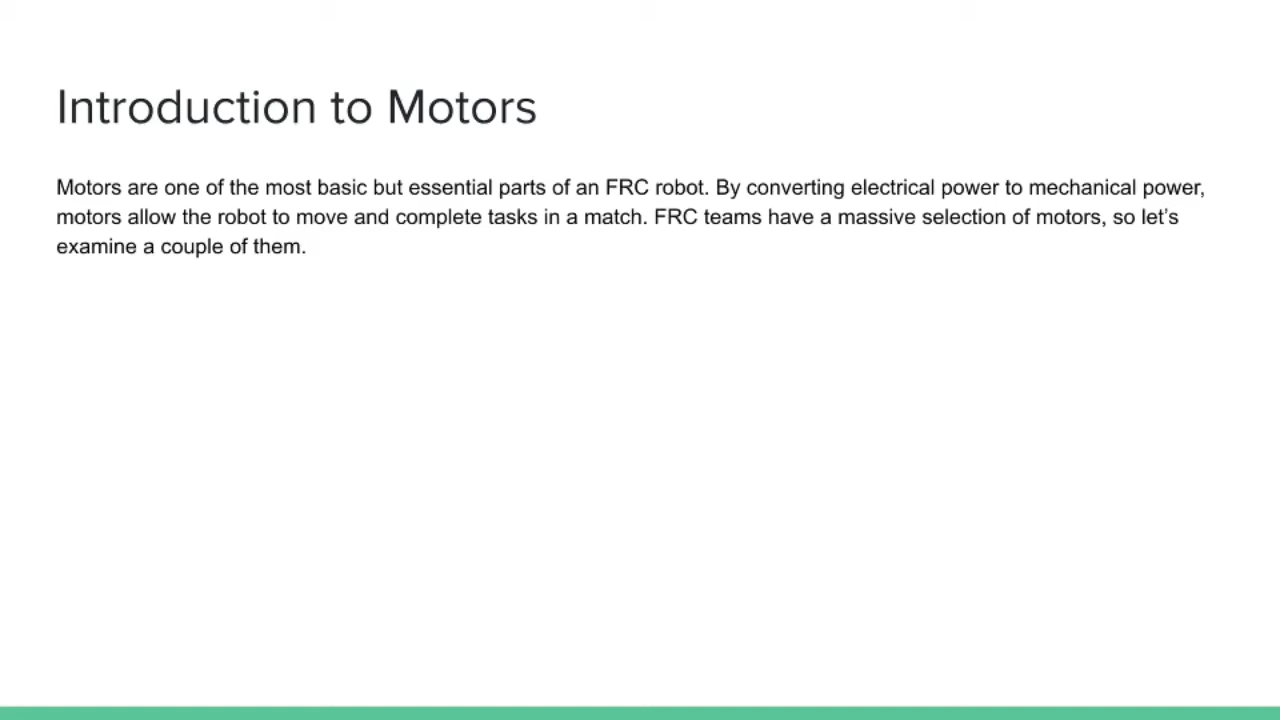 Introduction to Motors
Motors are one of the most basic but essential parts of an FRC robot. By converting electrical power to mechanical power,
motors allow the robot to move and complete tasks in a match. FRC teams have a massive selection of motors, so let’s
examine a couple of them.